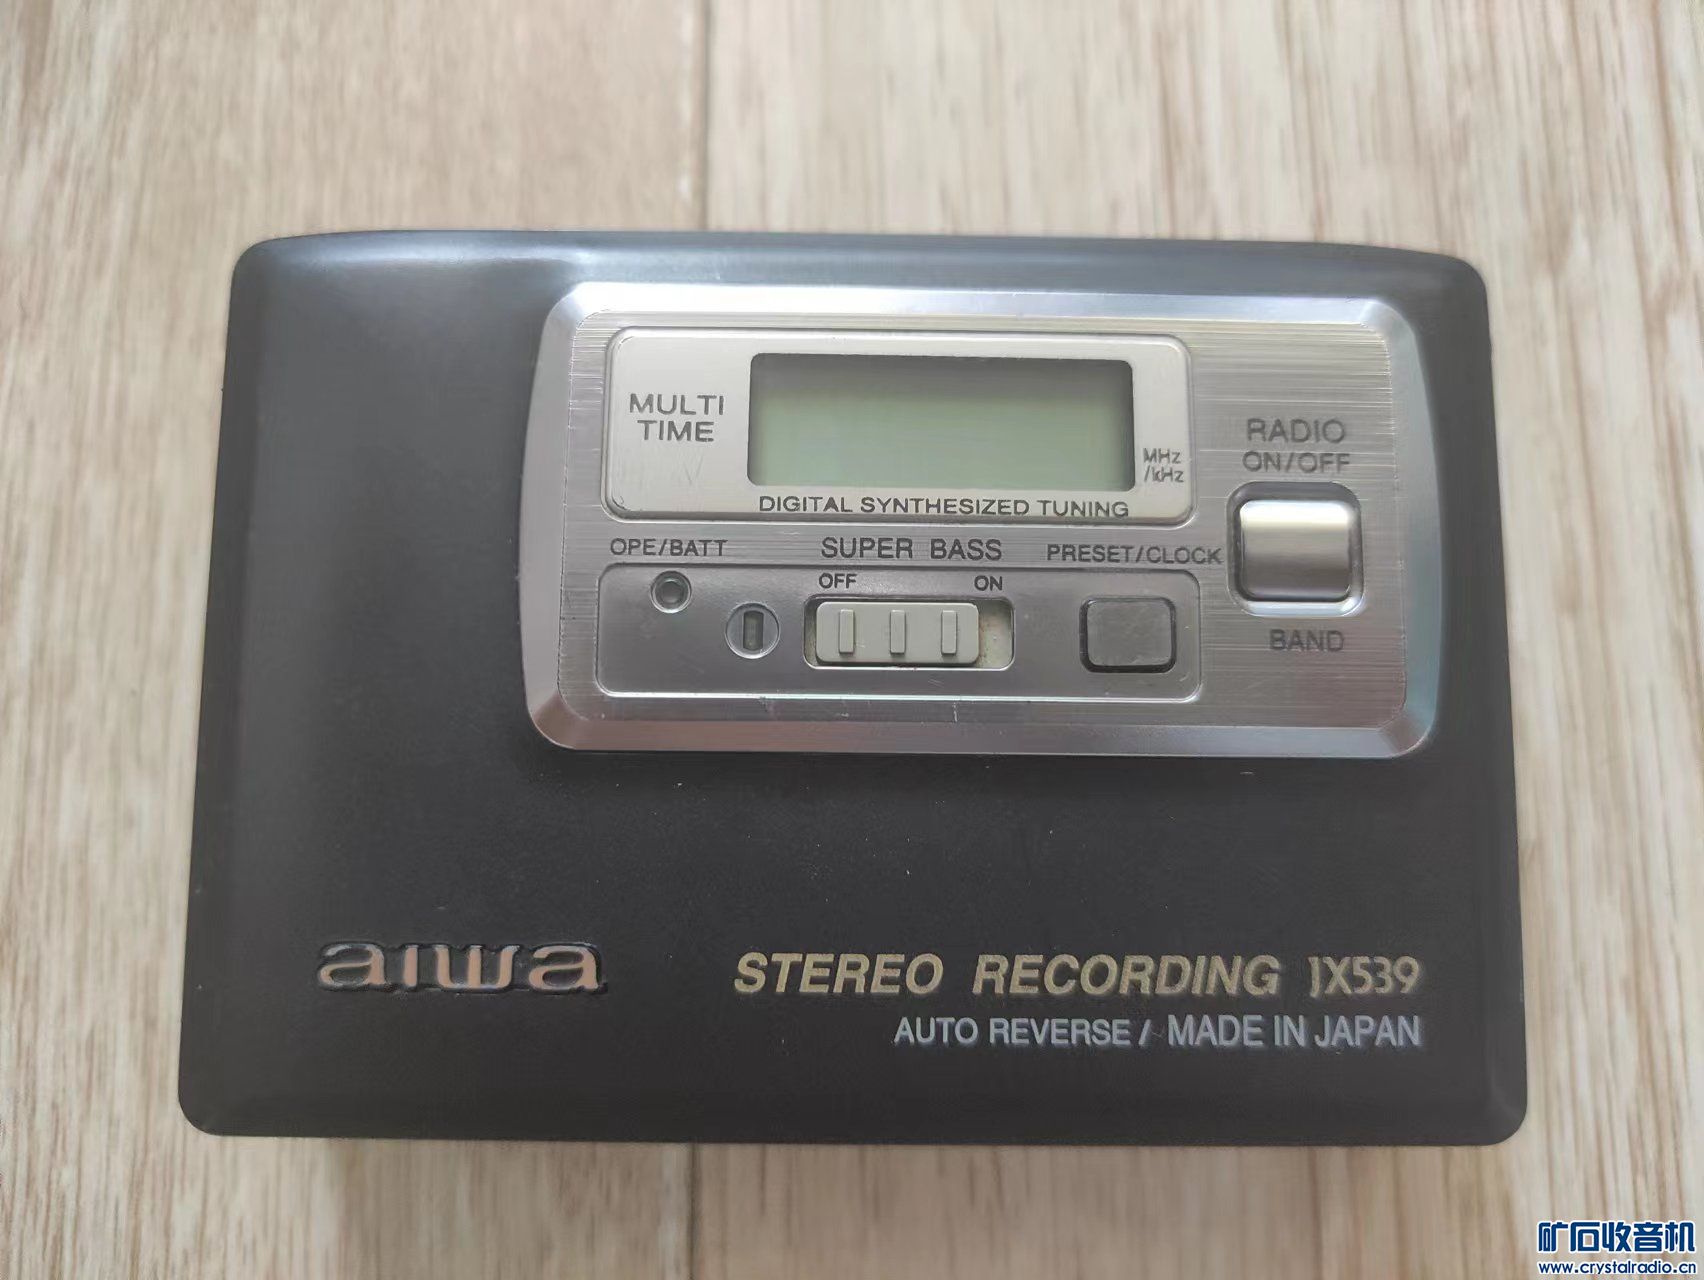 MULTI
TIME
MHz
/kHz
DIGITAL SYNTHESIZED TUNING
RADIO
ON/OFF
OPE/BATT
SUPER BASS
PRESET/CLOCK
OFF
ON
BAND
aiwa
STEREO RECORDING JX539
AUTO REVERSE / MADE IN JAPAN
矿石收音机
www.crystalradio.cn